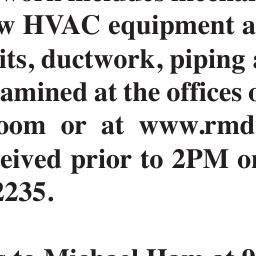 w HVAC equipment a
its, ductwork, piping
amined at the offices o
oom or at www.rmd
eived prior to 2PM on
2235.